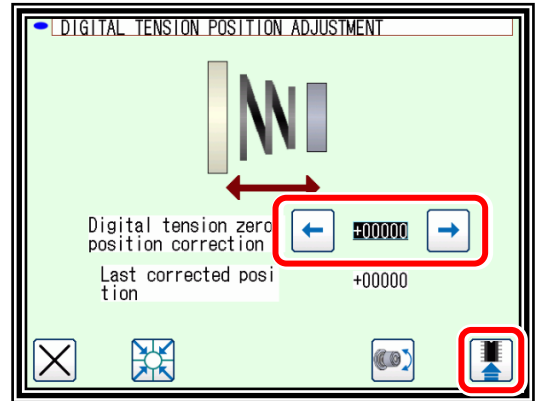 DIGITAL TENSION POSITION ADJUSTMENT
Digital tension zero
position correction
+00000
Last corrected posi
tion
+00000